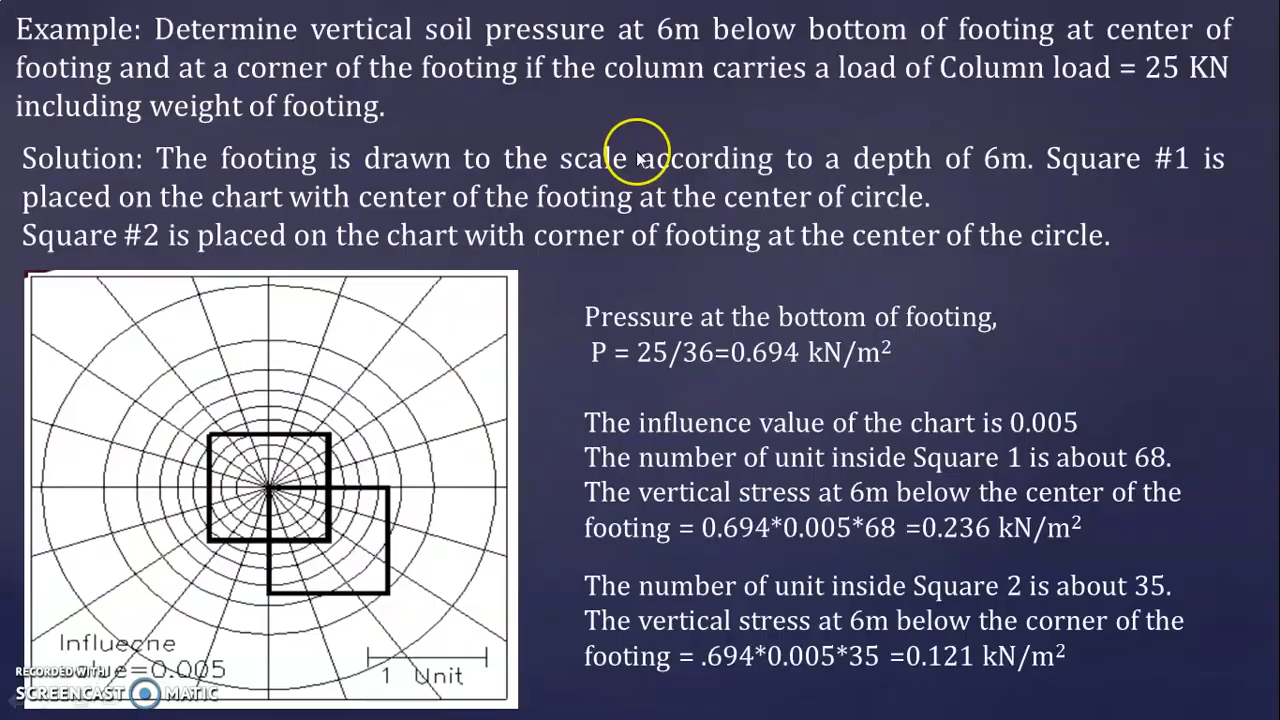 Example: Determine vertical soil pressure at 6m below bottom of footing at center of
footing and at a corner of the footing if the column carries a load of Column load = 25 KN
including weight of footing.
Solution: The footing is drawn to the scale according to a depth of 6m. Square #1 is
placed on the chart with center of the footing at the center of circle.
Square #2 is placed on the chart with corner of footing at the center of the circle.
Pressure at the bottom of footing,
P = 25/36=0.694 kN/m²
The influence value of the chart is 0.005
The number of unit inside Square 1 is about 68.
The vertical stress at 6m below the center of the
footing = 0.694*0.005*68 =0.236 kN/m²
The number of unit inside Square 2 is about 35.
The vertical stress at 6m below the corner of the
footing = .694*0.005*35 =0.121 kN/m²
Influecne
=0.005
1 Unit
RECORDED WITH
SCREENCAST MATIC